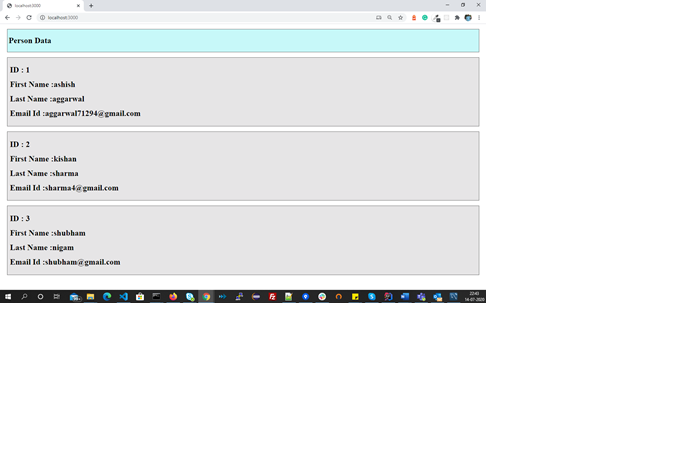 localhost:3000
localhost:3000
Person Data
ID : 1
First Name :ashish
Last Name :aggarwal
Email Id :aggarwal71294@gmail.com
ID : 2
First Name :kishan
Last Name :sharma
Email Id :sharma4@gmail.com
ID : 3
First Name :shubham
Last Name :nigam
Email Id :shubham@gmail.com
22:43
14-07-2020